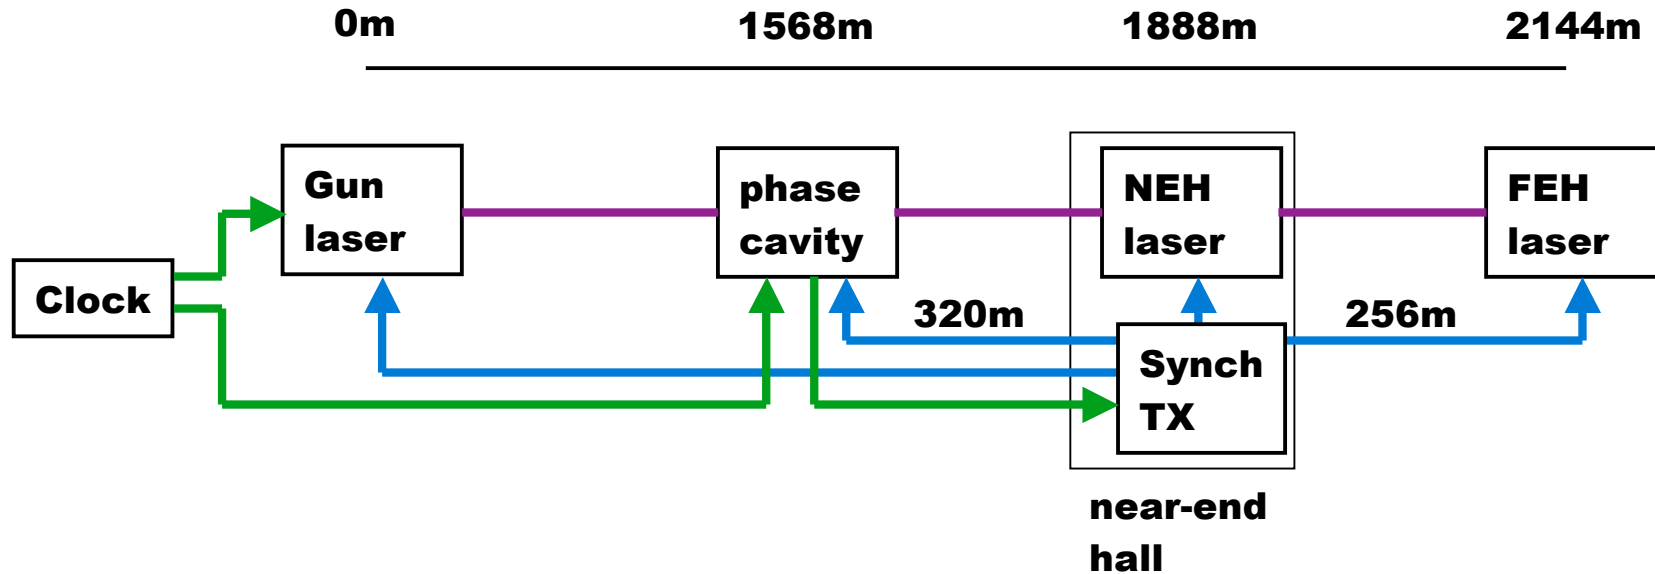 0m
1568m
1888m
2144m
Gun
laser
phase
cavity
NEH
laser
FEH
laser
Clock
320m
256m
Synch
TX
near-end
hall